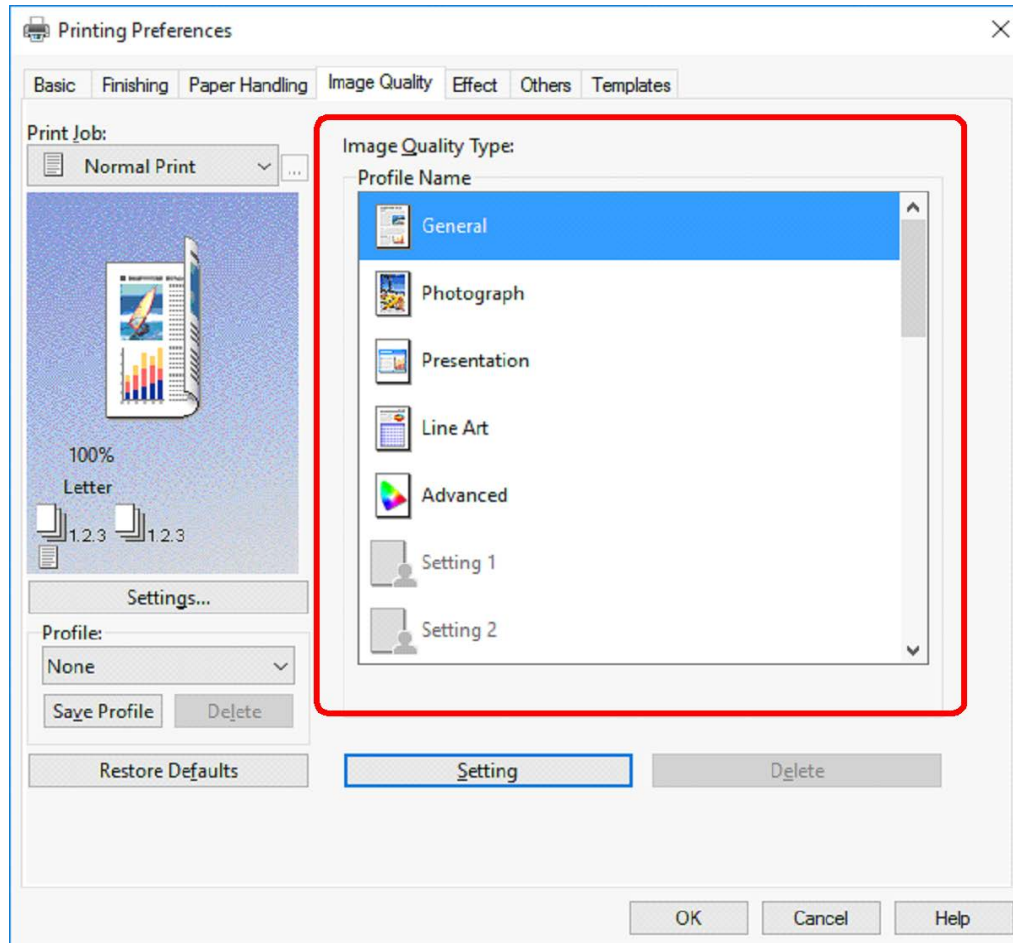 Printing Preferences
Basic Finishing Paper Handling Image Quality Effect Others Templates
Print Job:
Normal Print
...
100%
Letter
1.2.3 1.2.3
Settings...
Profile:
None
Save Profile Delete
Restore Defaults
Image Quality Type:
Profile Name
General
Photograph
Presentation
Line Art
Advanced
Setting 1
Setting 2
Setting Delete
OK Cancel Help